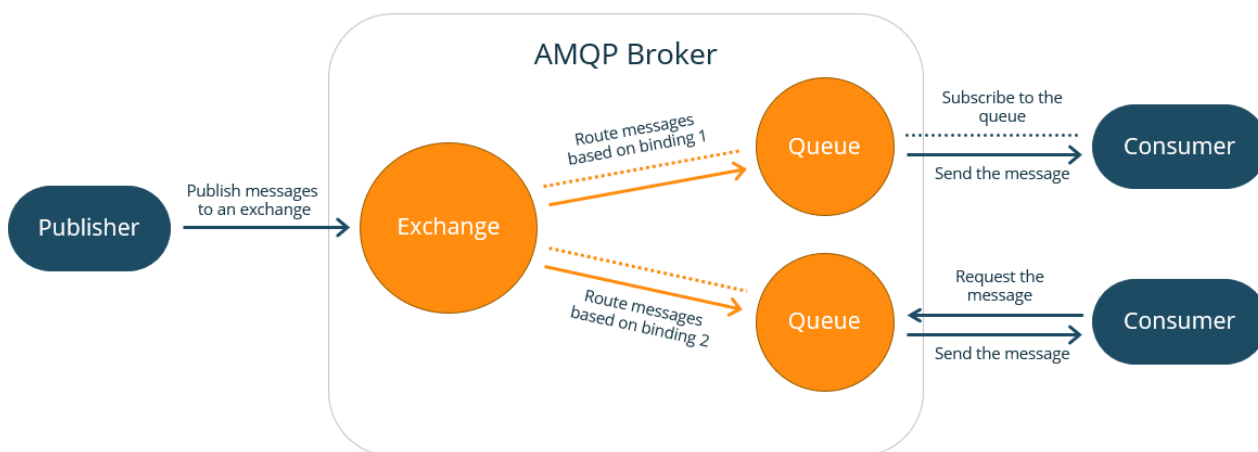 AMQP Broker
Publisher
Publish messages
to an exchange
Exchange
Route messages
based on binding 1
Queue
Subscribe to the
queue
Send the message
Consumer
Route messages
based on binding 2
Queue
Request the
message
Send the message
Consumer